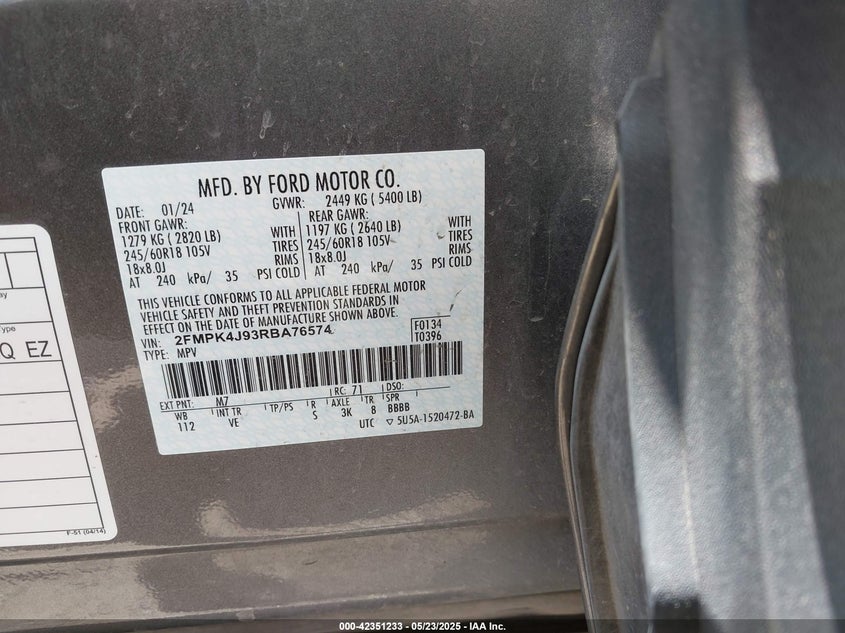 MFD. BY FORD MOTOR CO.
DATE: 01/24 GVWR: 2449 KG ( 5400 LB)
FRONT GAWR: REAR GAWR:
1279 KG ( 2820 LB) WITH 1197 KG ( 2640 LB) WITH
245/60R18 105V TIRES 245/60R18 105V TIRES
18x8.0J RIMS 18x8.0J RIMS
AT 240 kPa/ 35 PSI COLD AT 240 kPa/ 35 PSI COLD
THIS VEHICLE CONFORMS TO ALL APPLICABLE FEDERAL MOTOR
VEHICLE SAFETY AND THEFT PREVENTION STANDARDS IN
EFFECT ON THE DATE OF MANUFACTURE SHOWN ABOVE.
VIN: 2FMPK4J93RBA76574 F0134
TYPE: MPV T0396
EXT PNT: M7 RC: 71 DSO:
WB INT TR TP/PS R AXLE TR SPR
112 VE S 3K 8 BBBB
UTC ▽ 5U5A-1520472-BA
Type
Q EZ
F-51 (04/14)
000-42351233 — 05/23/2025 — IAA Inc.